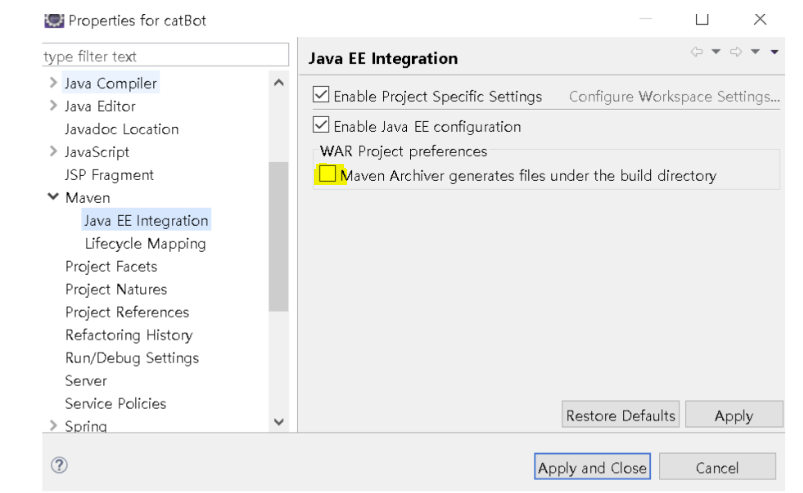 Properties for catBot
type filter text
Java Compiler
Java Editor
Javadoc Location
JavaScript
JSP Fragment
Maven
Java EE Integration
Lifecycle Mapping
Project Facets
Project Natures
Project References
Refactoring History
Run/Debug Settings
Server
Service Policies
Spring
Java EE Integration
Enable Project Specific Settings
Configure Workspace Settings...
Enable Java EE configuration
WAR Project preferences
Maven Archiver generates files under the build directory
Restore Defaults
Apply
Apply and Close
Cancel